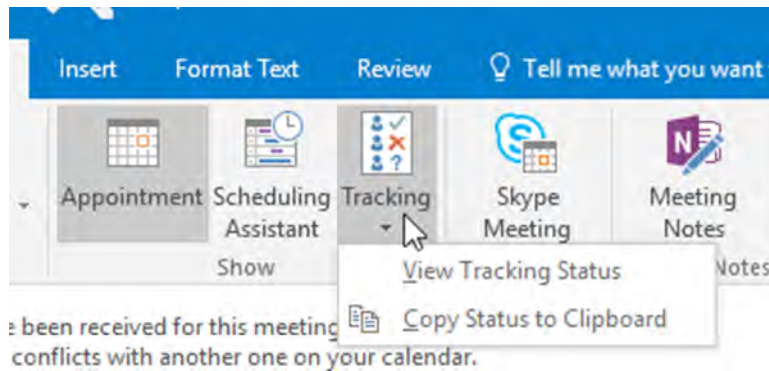 Insert Format Text Review Tell me what you want
Appointment Scheduling Assistant Tracking Skype Meeting Meeting Notes
Show Notes
View Tracking Status
Copy Status to Clipboard
been received for this meeting
conflicts with another one on your calendar.